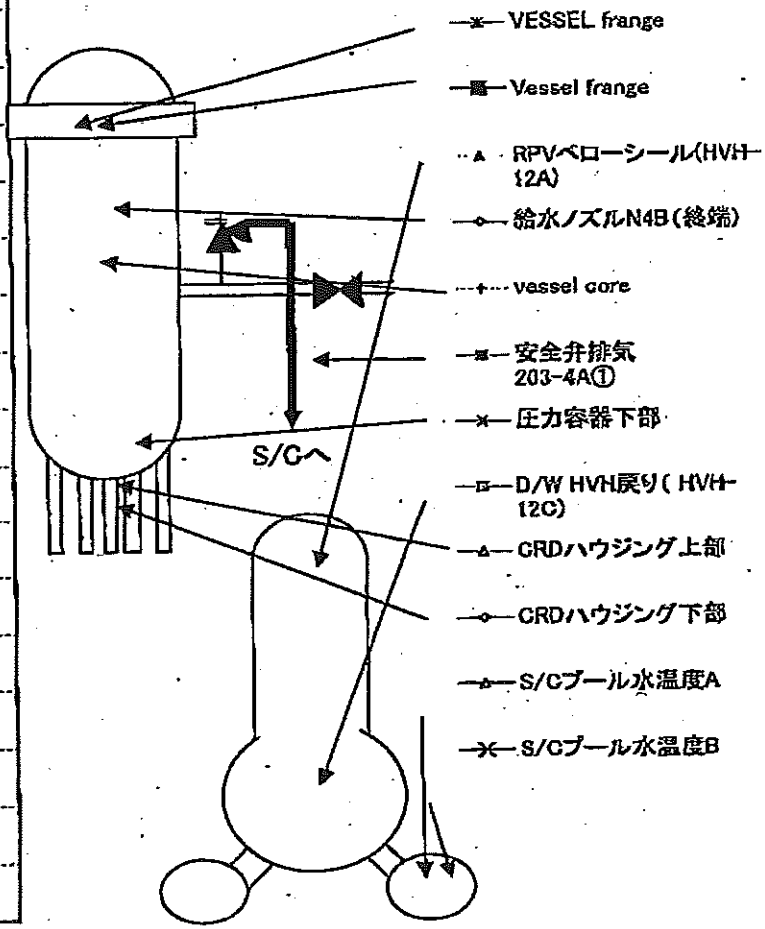 VESSEL frange
Vessel frange
RPVベローシール(HVH-
12A)
給水ノズルN4B(終端)
vessel core
安全弁排気
203-4A①
圧力容器下部
S/Cへ
D/W HVH戻り( HVH-
12C)
CRDハウジング上部
CRDハウジング下部
S/Cプール水温度A
S/Cプール水温度B